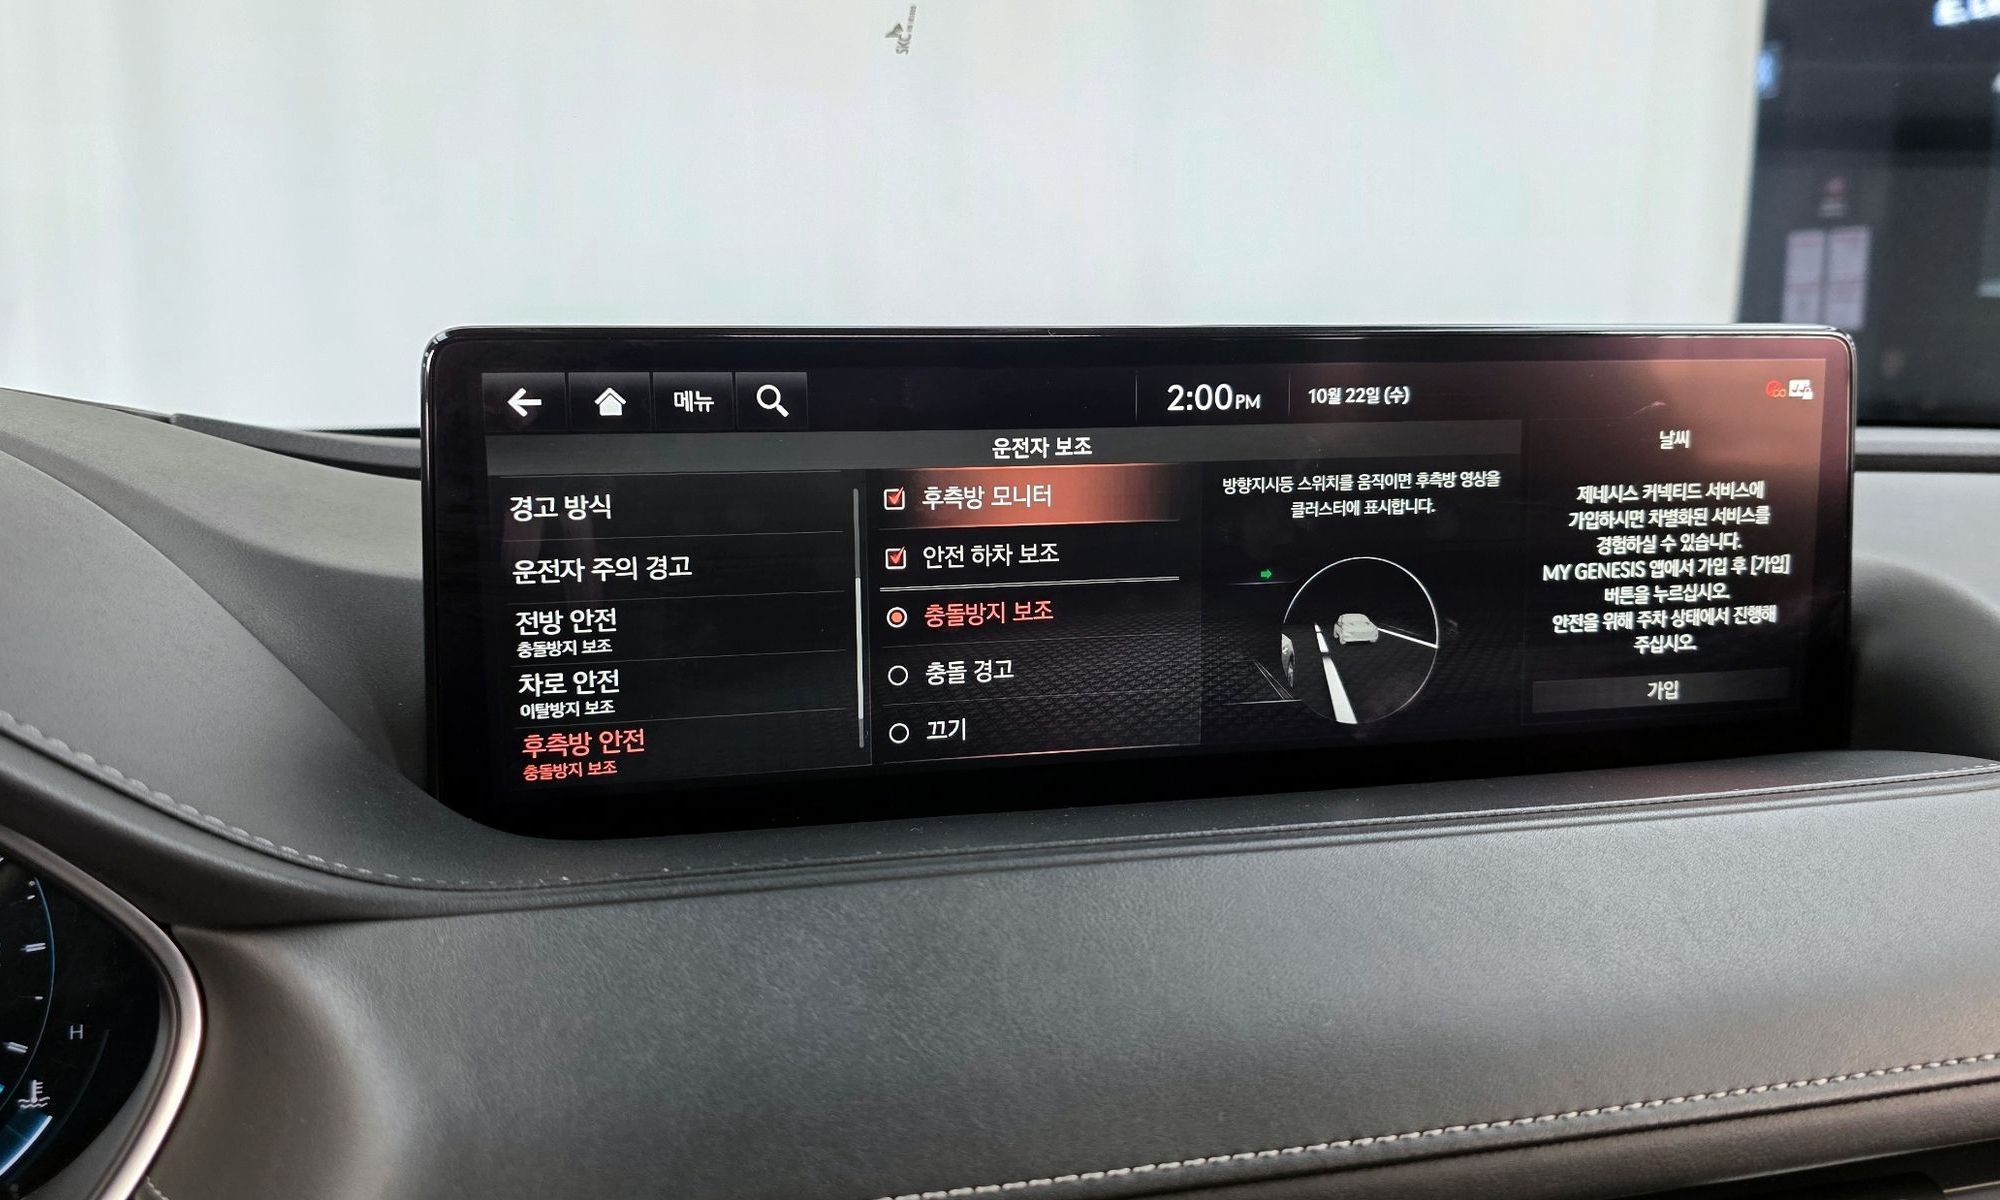 SKC
메뉴
2:00PM
10월 22일 (수)
운전자 보조
경고 방식
운전자 주의 경고
전방 안전
충돌방지 보조
차로 안전
이탈방지 보조
후측방 안전
충돌방지 보조
후측방 모니터
안전 하차 보조
충돌방지 보조
충돌 경고
끄기
방향지시등 스위치를 움직이면 후측방 영상을
클러스터에 표시합니다.
날씨
제네시스 커넥티드 서비스에
가입하시면 차별화된 서비스를
경험하실 수 있습니다.
MY GENESIS 앱에서 가입 후 [가입]
버튼을 누르십시오.
안전을 위해 주차 상태에서 진행해
주십시오.
가입
H